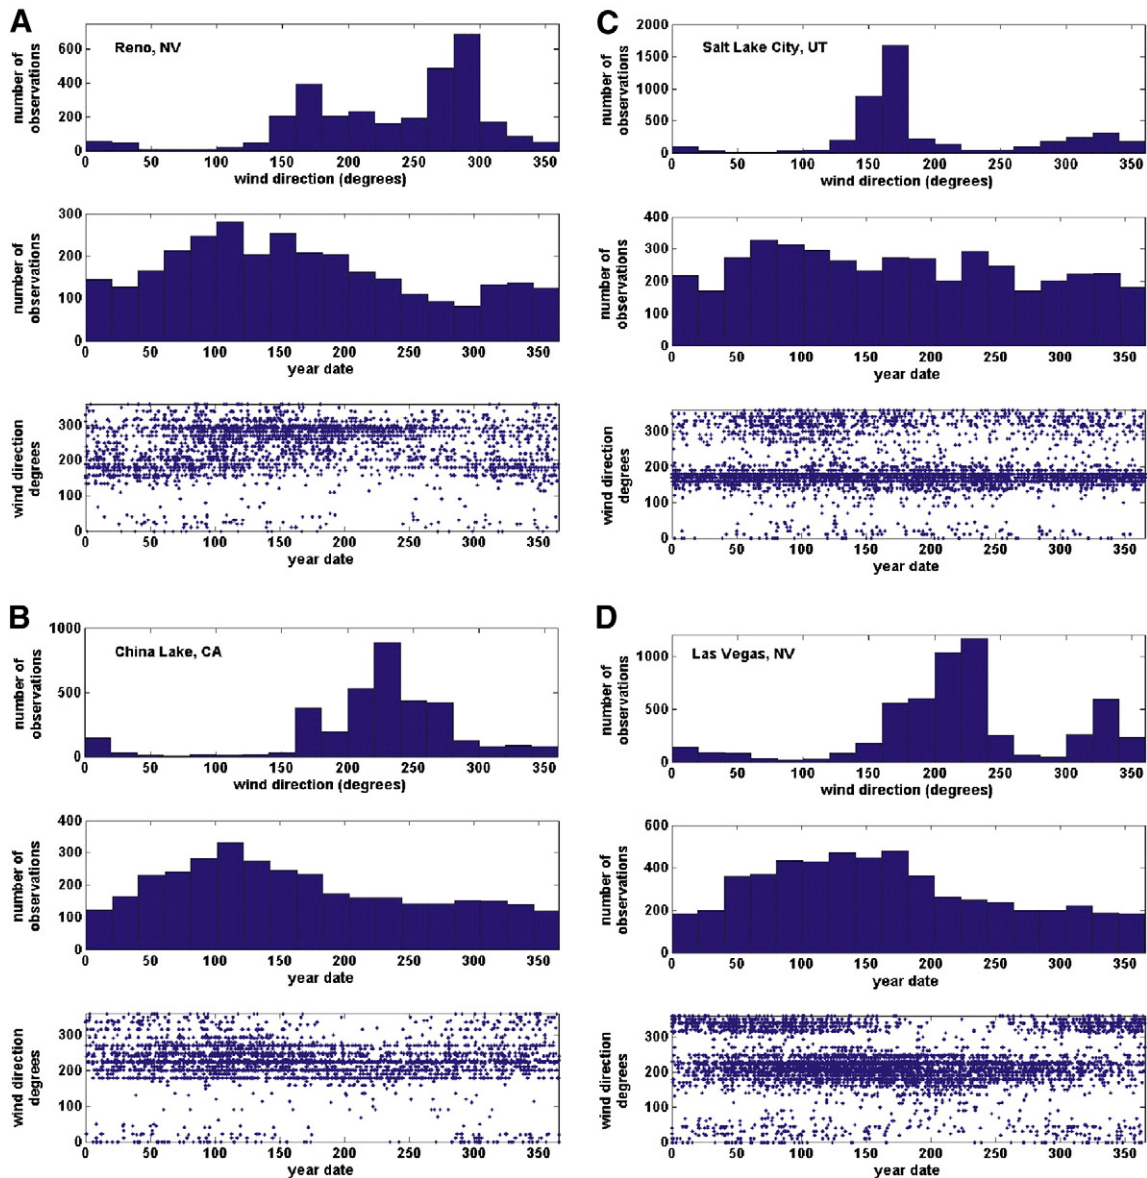 A
Reno, NV
number of
observations
600
400
200
0
0 50 100 150 200 250 300 350
wind direction (degrees)
number of
observations
300
200
100
0
0 50 100 150 200 250 300 350
year date
wind direction
degrees
300
200
100
0
0 50 100 150 200 250 300 350
year date
B
China Lake, CA
number of
observations
1000
500
0
0 50 100 150 200 250 300 350
wind direction (degrees)
number of
observations
400
300
200
100
0
0 50 100 150 200 250 300 350
year date
wind direction
degrees
300
200
100
0
0 50 100 150 200 250 300 350
year date
C
Salt Lake City, UT
number of
observations
2000
1500
1000
500
0
0 50 100 150 200 250 300 350
wind direction (degrees)
number of
observations
400
300
200
100
0
0 50 100 150 200 250 300 350
year date
wind direction
degrees
300
200
100
0
0 50 100 150 200 250 300 350
year date
D
Las Vegas, NV
number of
observations
1000
500
0
0 50 100 150 200 250 300 350
wind direction (degrees)
number of
observations
600
400
200
0
0 50 100 150 200 250 300 350
year date
wind direction
degrees
300
200
100
0
0 50 100 150 200 250 300 350
year date